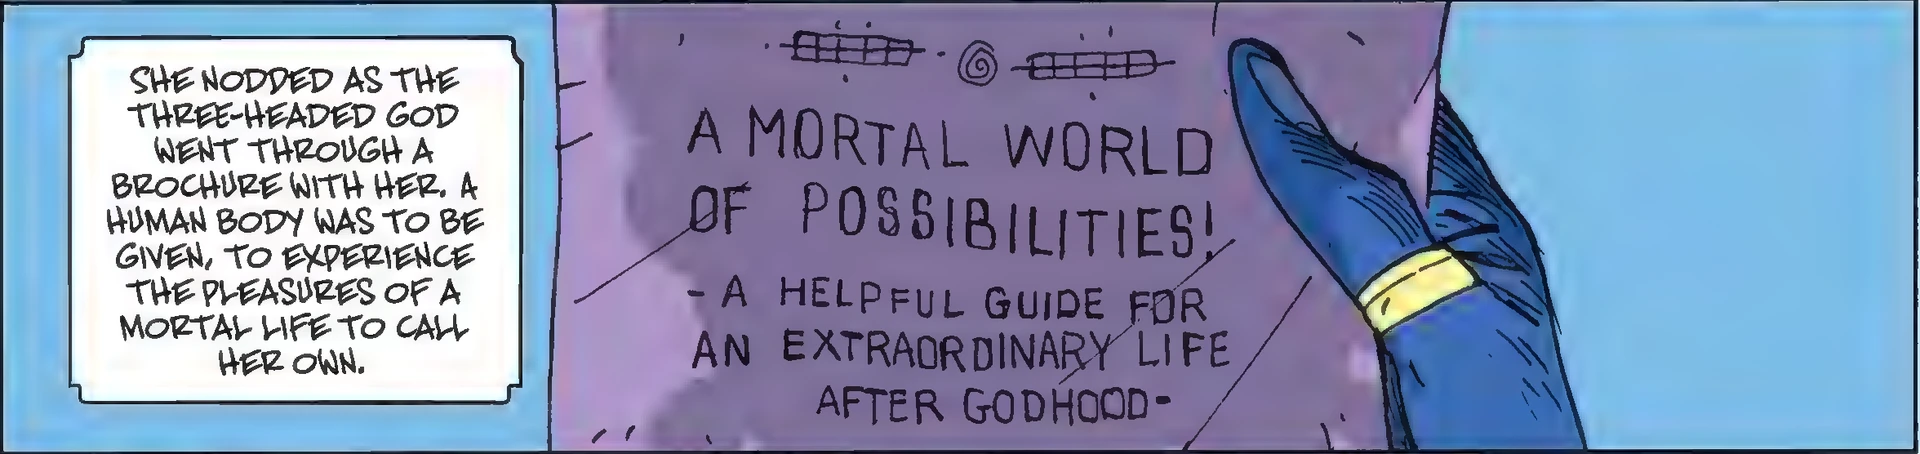 SHE NODDED AS THE
THREE-HEADED GOD
WENT THROUGH A
BROCHURE WITH HER. A
HUMAN BODY WAS TO BE
GIVEN, TO EXPERIENCE
THE PLEASURES OF A
MORTAL LIFE TO CALL
HER OWN.
A MORTAL WORLD
OF POSSIBILITIES!
- A HELPFUL GUIDE FOR
AN EXTRAORDINARY LIFE
AFTER GODHOOD-